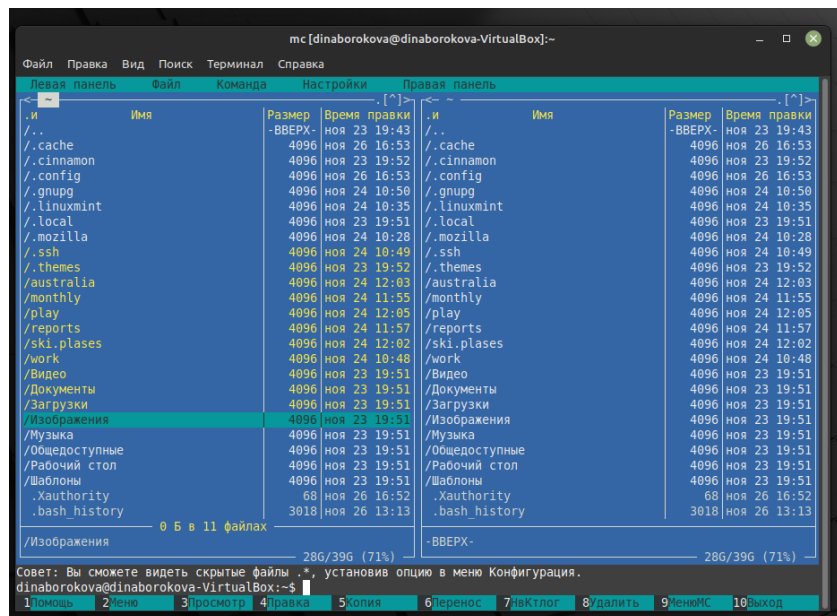 mc [dinaborokova@dinaborokova-VirtualBox]:~
Файл Правка Вид Поиск Терминал Справка
Левая панель Файл Команда Настройки Правая панель
<- ~ .[^]> <- ~ .[^]>
.и Имя Размер Время правки .и Имя Размер Время правки
/.. -ВВЕРХ- ноя 23 19:43 /.. -ВВЕРХ- ноя 23 19:43
/.cache 4096 ноя 26 16:53 /.cache 4096 ноя 26 16:53
/.cinnamon 4096 ноя 23 19:52 /.cinnamon 4096 ноя 23 19:52
/.config 4096 ноя 26 16:53 /.config 4096 ноя 26 16:53
/.gnupg 4096 ноя 24 10:50 /.gnupg 4096 ноя 24 10:50
/.linuxmint 4096 ноя 24 10:35 /.linuxmint 4096 ноя 24 10:35
/.local 4096 ноя 23 19:51 /.local 4096 ноя 23 19:51
/.mozilla 4096 ноя 24 10:28 /.mozilla 4096 ноя 24 10:28
/.ssh 4096 ноя 24 10:49 /.ssh 4096 ноя 24 10:49
/.themes 4096 ноя 23 19:52 /.themes 4096 ноя 23 19:52
/australia 4096 ноя 24 12:03 /australia 4096 ноя 24 12:03
/monthly 4096 ноя 24 11:55 /monthly 4096 ноя 24 11:55
/play 4096 ноя 24 12:05 /play 4096 ноя 24 12:05
/reports 4096 ноя 24 11:57 /reports 4096 ноя 24 11:57
/ski.plases 4096 ноя 24 12:02 /ski.plases 4096 ноя 24 12:02
/work 4096 ноя 24 10:48 /work 4096 ноя 24 10:48
/Видео 4096 ноя 23 19:51 /Видео 4096 ноя 23 19:51
/Документы 4096 ноя 23 19:51 /Документы 4096 ноя 23 19:51
/Загрузки 4096 ноя 23 19:51 /Загрузки 4096 ноя 23 19:51
/Изображения 4096 ноя 23 19:51 /Изображения 4096 ноя 23 19:51
/Музыка 4096 ноя 23 19:51 /Музыка 4096 ноя 23 19:51
/Общедоступные 4096 ноя 23 19:51 /Общедоступные 4096 ноя 23 19:51
/Рабочий стол 4096 ноя 23 19:51 /Рабочий стол 4096 ноя 23 19:51
/Шаблоны 4096 ноя 23 19:51 /Шаблоны 4096 ноя 23 19:51
.Xauthority 68 ноя 26 16:52 .Xauthority 68 ноя 26 16:52
.bash_history 3018 ноя 26 13:13 .bash_history 3018 ноя 26 13:13
0 Б в 11 файлах
/Изображения -ВВЕРХ-
28G/39G (71%) 28G/39G (71%)
Совет: Вы сможете видеть скрытые файлы .*, установив опцию в меню Конфигурация.
dinaborokova@dinaborokova-VirtualBox:~$
1Помощь 2Меню 3Просмотр 4Правка 5Копия 6Перенос 7НвКтлог 8Удалить 9МенюМС 10Выход